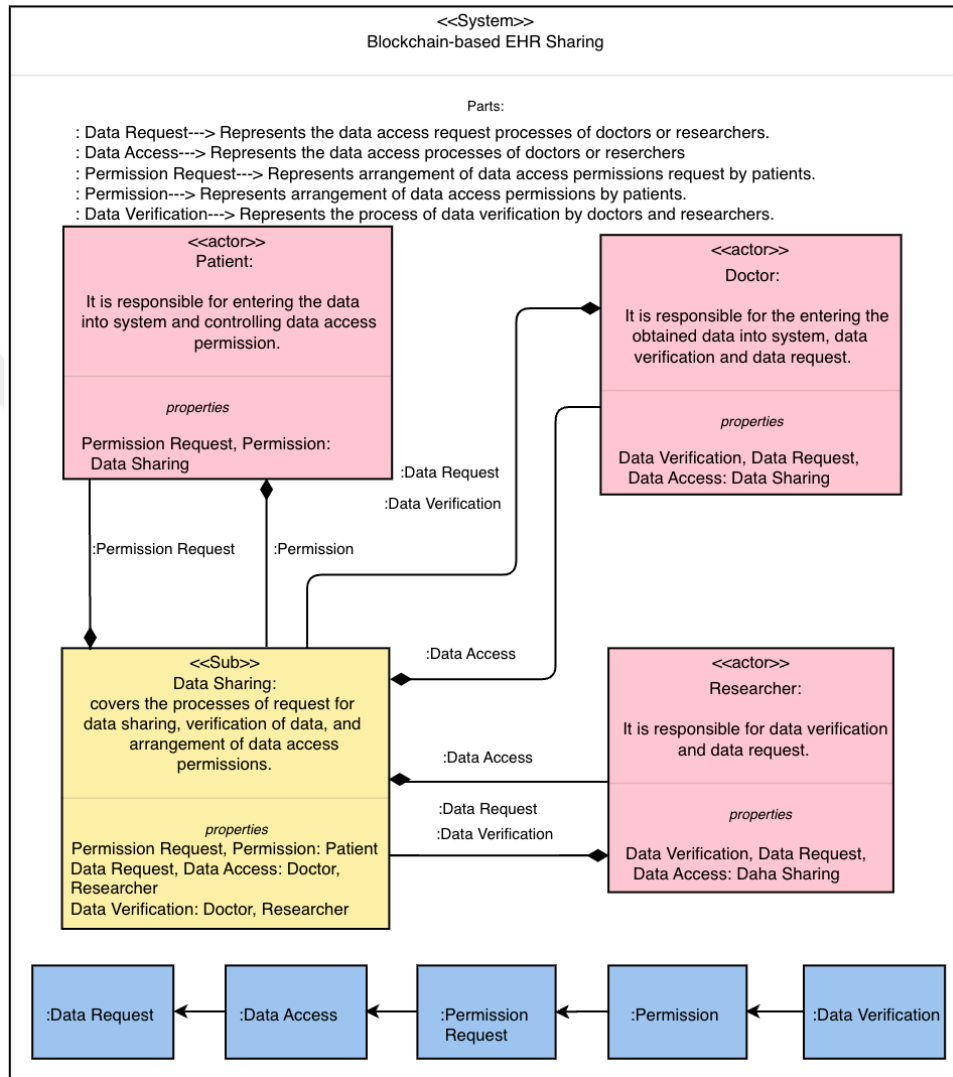 <<System>>
Blockchain-based EHR Sharing
Parts:
: Data Request---> Represents the data access request processes of doctors or researchers.
: Data Access---> Represents the data access processes of doctors or reserchers
: Permission Request---> Represents arrangement of data access permissions request by patients.
: Permission---> Represents arrangement of data access permissions by patients.
: Data Verification---> Represents the process of data verification by doctors and researchers.
<<actor>>
Patient:
It is responsible for entering the data
into system and controlling data access
permission.
properties
Permission Request, Permission:
Data Sharing
<<actor>>
Doctor:
It is responsible for the entering the
obtained data into system, data
verification and data request.
properties
Data Verification, Data Request,
Data Access: Data Sharing
:Data Request
:Data Verification
:Permission Request
:Permission
:Data Access
<<Sub>>
Data Sharing:
covers the processes of request for
data sharing, verification of data, and
arrangement of data access
permissions.
properties
Permission Request, Permission: Patient
Data Request, Data Access: Doctor,
Researcher
Data Verification: Doctor, Researcher
:Data Access
:Data Request
:Data Verification
<<actor>>
Researcher:
It is responsible for data verification
and data request.
properties
Data Verification, Data Request,
Data Access: Daha Sharing
:Data Request
:Data Access
:Permission
Request
:Permission
:Data Verification